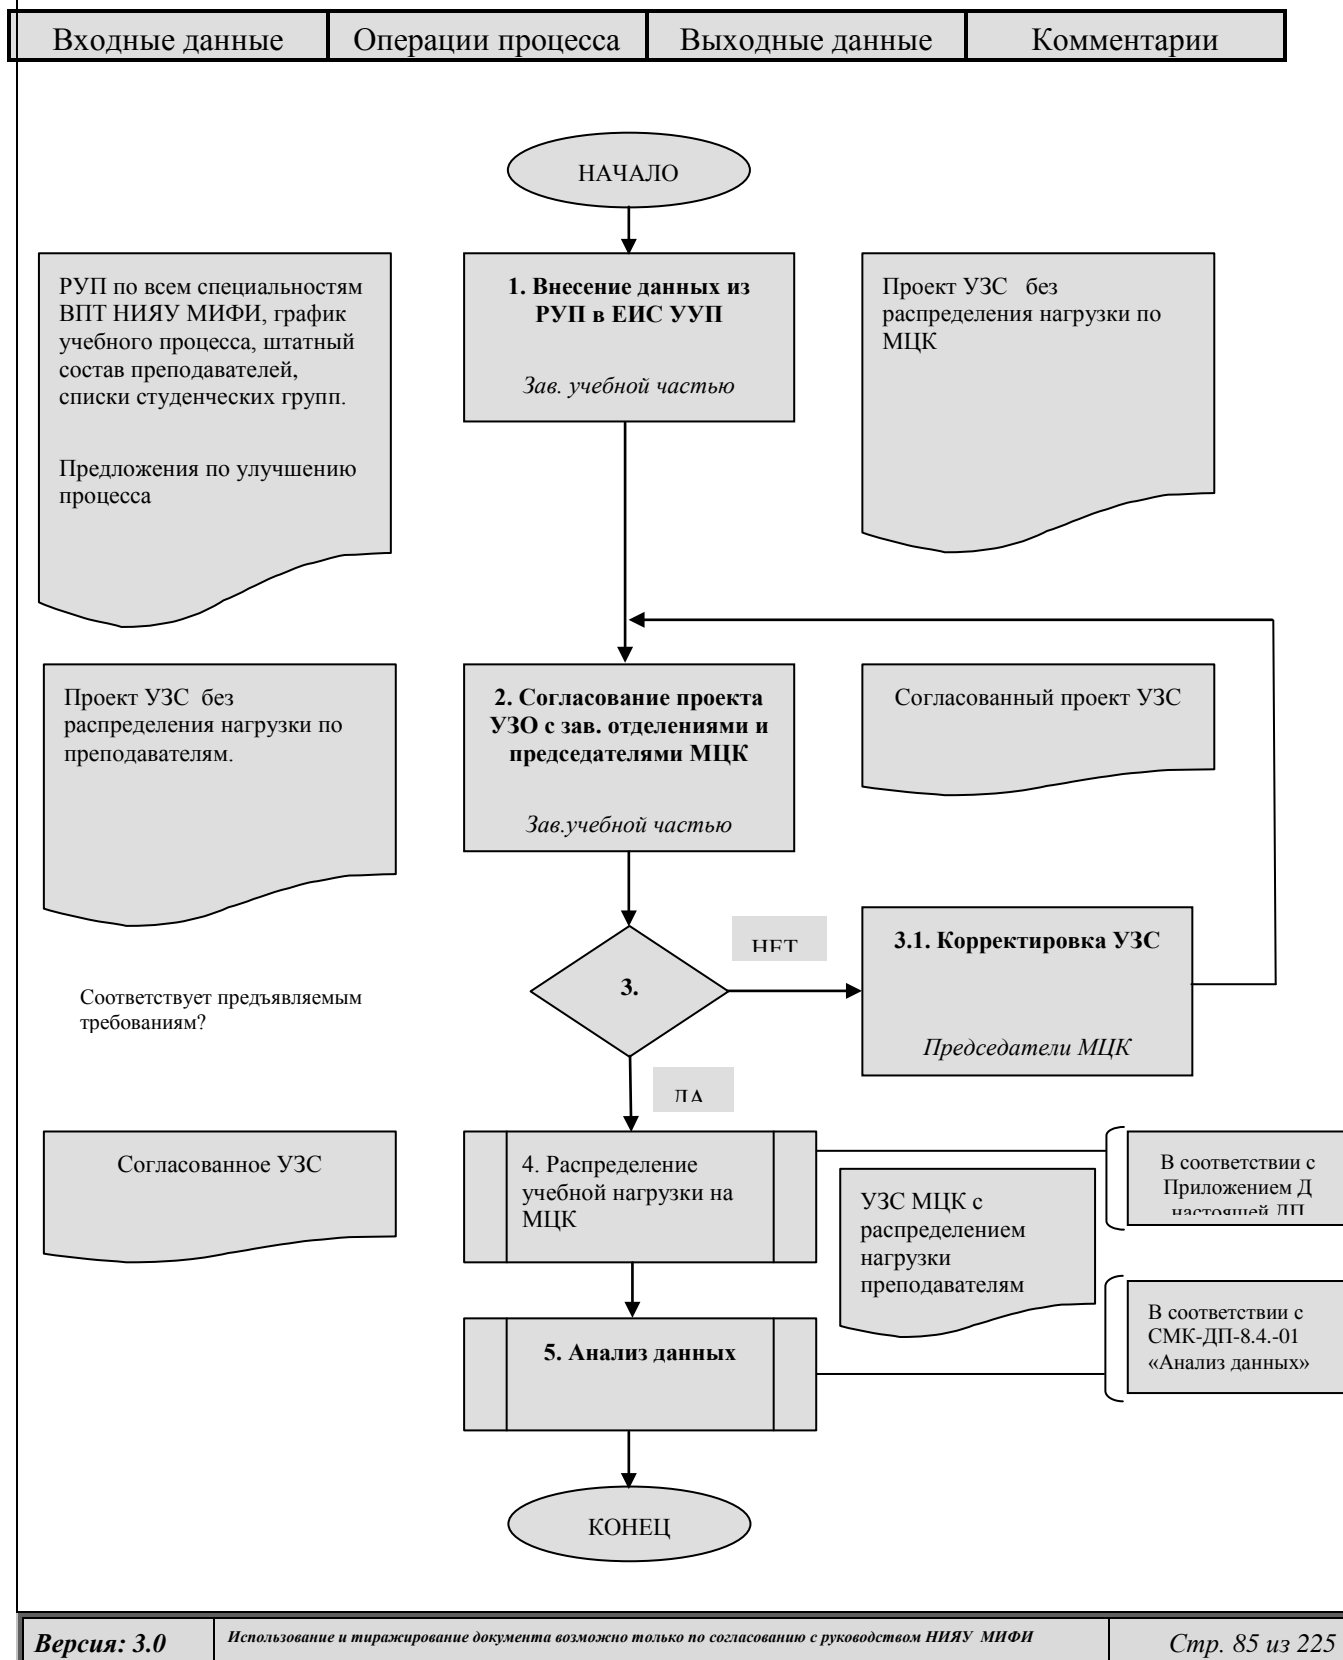 Входные данные
Операции процесса
Выходные данные
Комментарии
НАЧАЛО
РУП по всем специальностям
ВПТ НИЯУ МИФИ, график
учебного процесса, штатный
состав преподавателей,
списки студенческих групп.
Предложения по улучшению
процесса
1. Внесение данных из
РУП в ЕИС УУП
Зав. учебной частью
Проект УЗС без
распределения нагрузки по
МЦК
Проект УЗС без
распределения нагрузки по
преподавателям.
2. Согласование проекта
УЗО с зав. отделениями и
председателями МЦК
Зав.учебной частью
Согласованный проект УЗС
Соответствует предъявляемым
требованиям?
3.
НЕТ
3.1. Корректировка УЗС
Председатели МЦК
ДА
Согласованное УЗС
4. Распределение
учебной нагрузки на
МЦК
УЗС МЦК с
распределением
нагрузки
преподавателям
В соответствии с
Приложением Д
настоящей ДП
5. Анализ данных
В соответствии с
СМК-ДП-8.4.-01
«Анализ данных»
КОНЕЦ
Версия: 3.0
Использование и тиражирование документа возможно только по согласованию с руководством НИЯУ МИФИ
Стр. 85 из 225